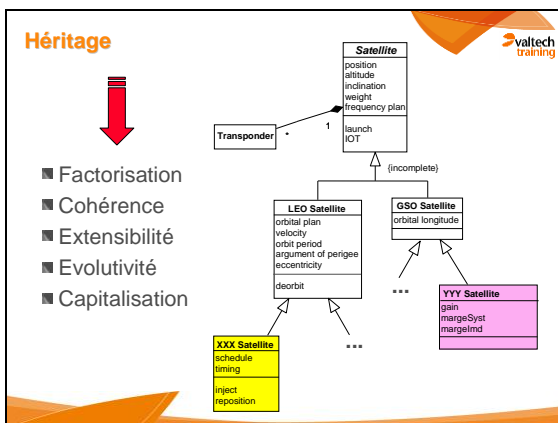 Héritage
valtech
training
Factorisation
Cohérence
Extensibilité
Evolutivité
Capitalisation
Satellite
position
altitude
inclination
weight
frequency plan
launch
IOT
Transponder
*
1
{incomplete}
LEO Satellite
orbital plan
velocity
orbit period
argument of perigee
eccentricity
deorbit
GSO Satellite
orbital longitude
...
YYY Satellite
gain
margeSyst
margeImd
XXX Satellite
schedule
timing
inject
reposition
...